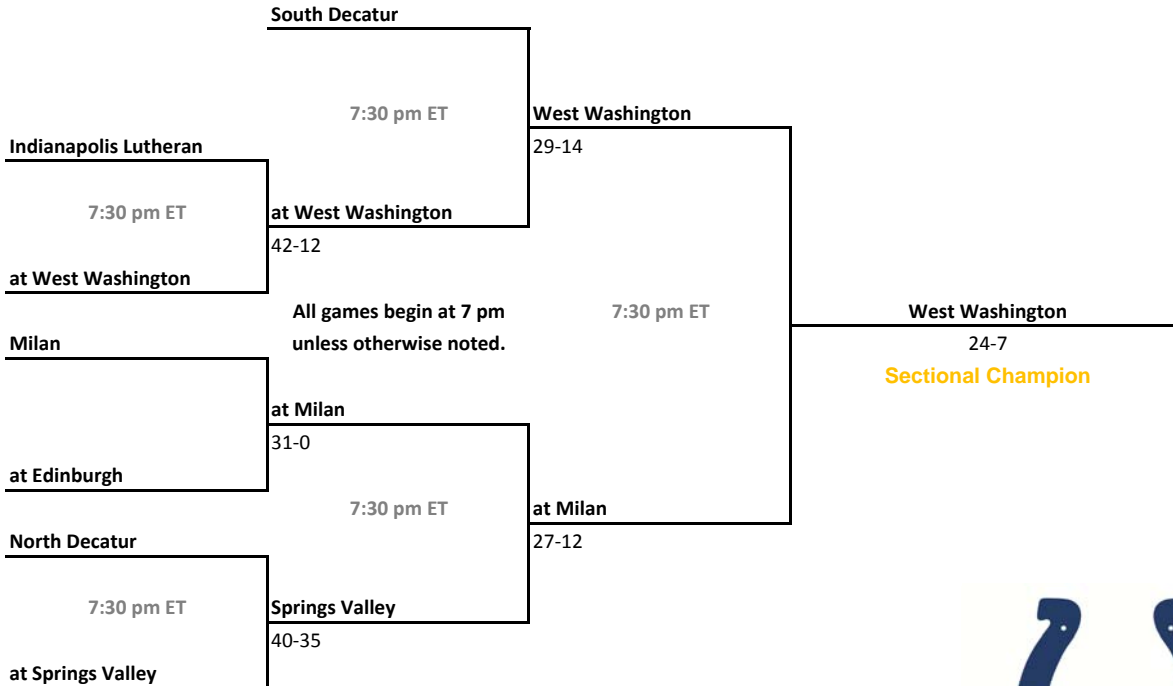 South Decatur
7:30 pm ET
West Washington
Indianapolis Lutheran
29-14
7:30 pm ET
at West Washington
42-12
at West Washington
All games begin at 7 pm
unless otherwise noted.
7:30 pm ET
West Washington
Milan
24-7
Sectional Champion
at Milan
31-0
at Edinburgh
7:30 pm ET
at Milan
North Decatur
27-12
7:30 pm ET
Springs Valley
40-35
at Springs Valley